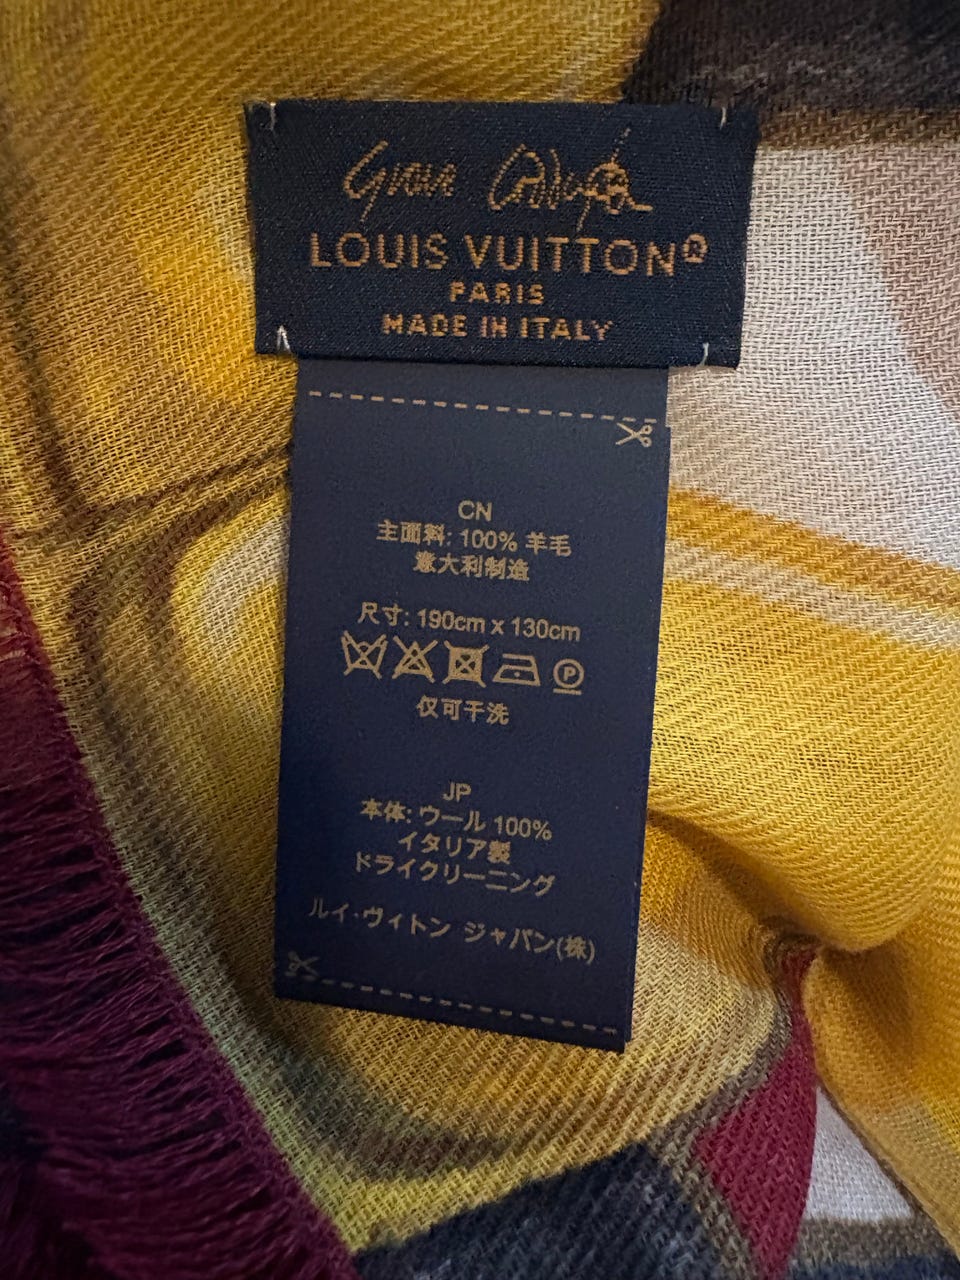 LOUIS VUITTON®
PARIS
MADE IN ITALY
CN
主面料: 100% 羊毛
意大利制造
尺寸: 190cm x 130cm
P
仅可干洗
JP
本体: ウール 100%
イタリア製
ドライクリーニング
ルイ･ヴィトン ジャパン(株)